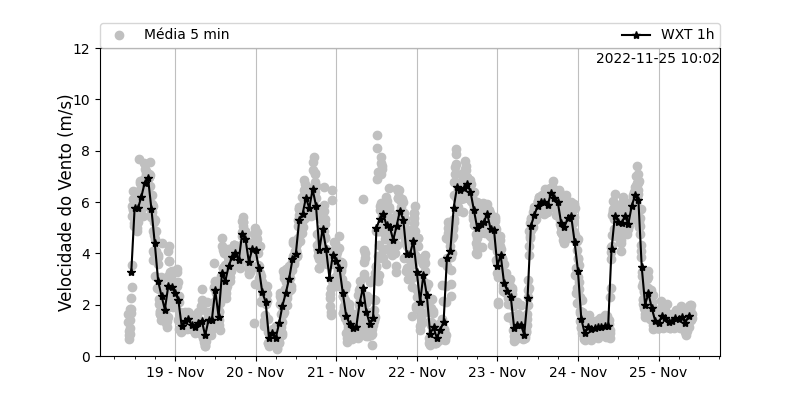 Média 5 min
WXT 1h
2022-11-25 10:02
Velocidade do Vento (m/s)
12
10
8
6
4
2
0
19 - Nov
20 - Nov
21 - Nov
22 - Nov
23 - Nov
24 - Nov
25 - Nov